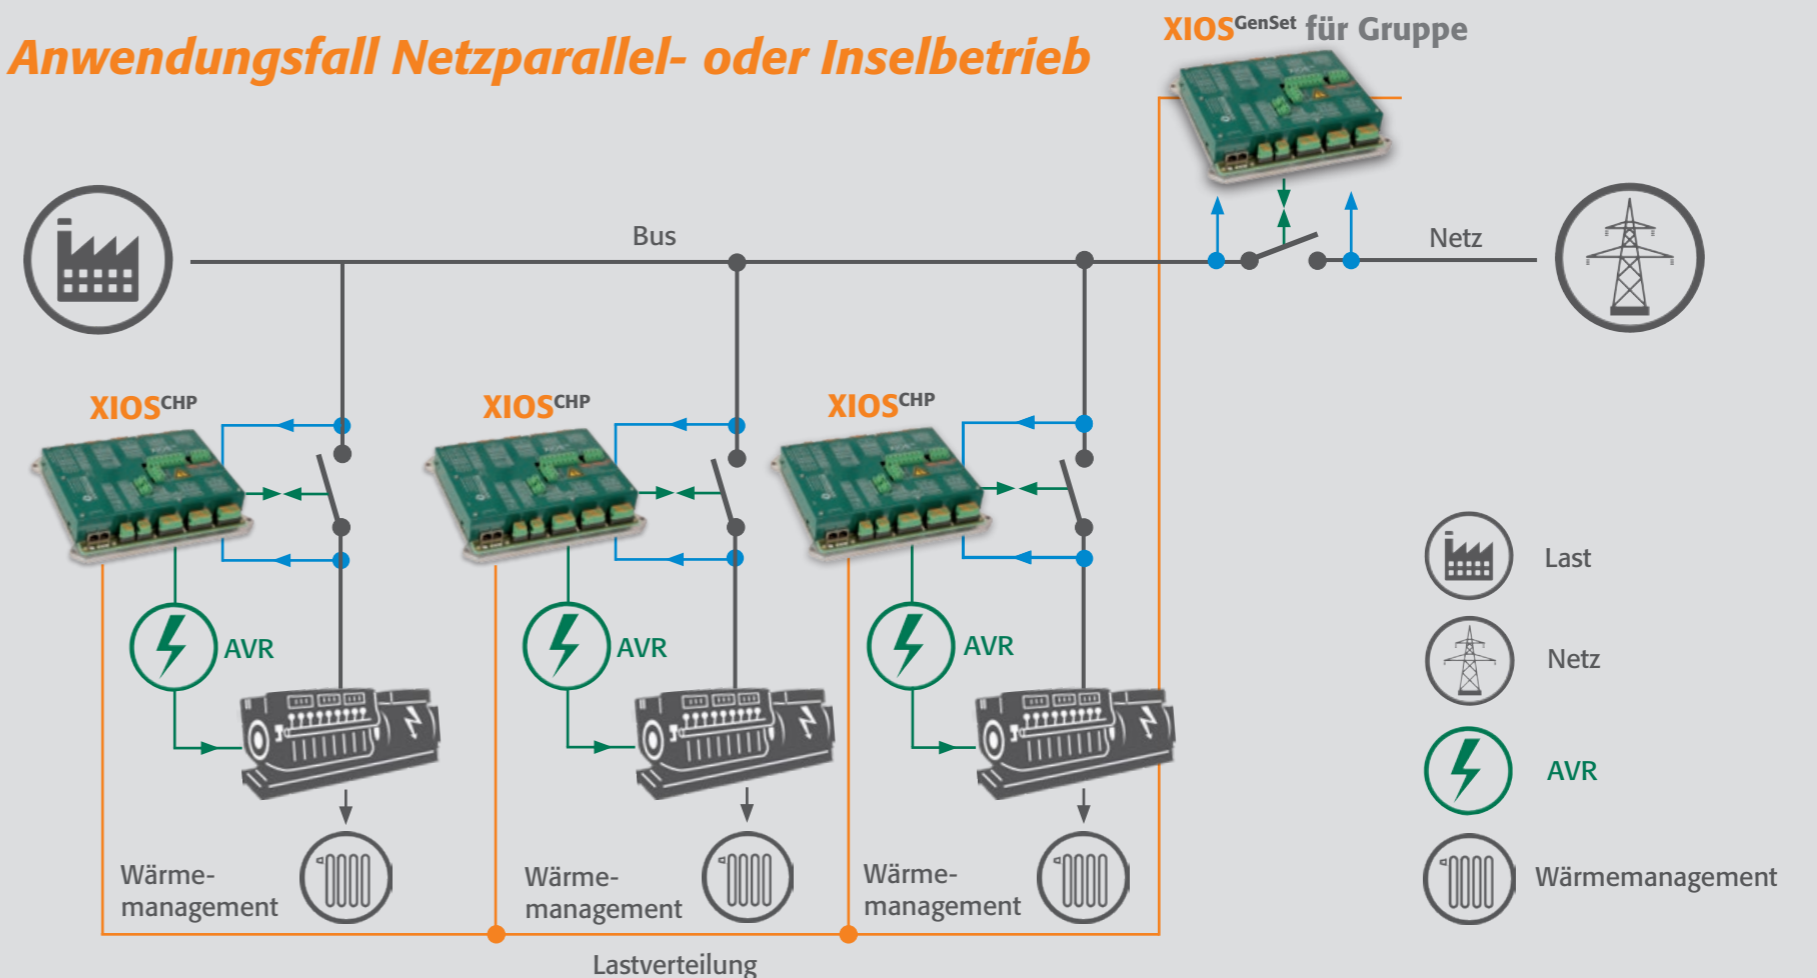 XIOSGenSet für Gruppe
Anwendungsfall Netzparallel- oder Inselbetrieb
Bus
Netz
XIOSCHP
XIOSCHP
XIOSCHP
AVR
AVR
AVR
Wärme-
management
Wärme-
management
Wärme-
management
Lastverteilung
Last
Netz
AVR
Wärmemanagement